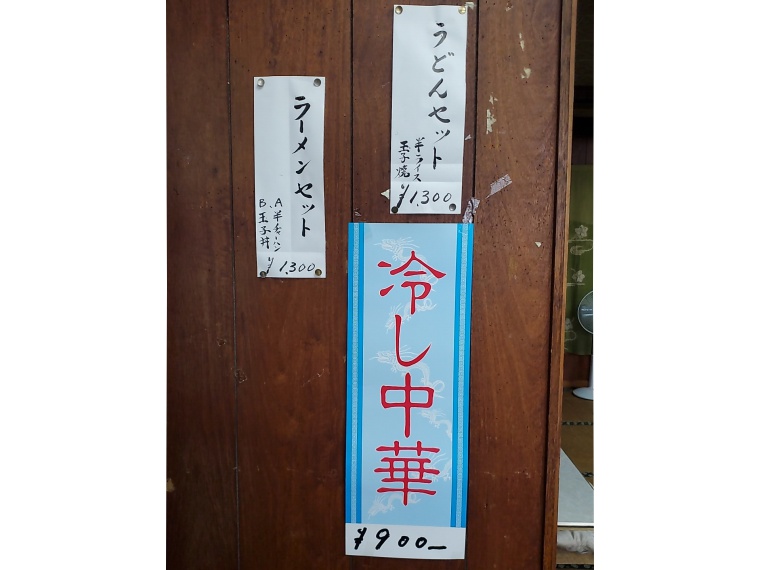 うどんセット
半ライス
玉子焼
¥1,300
ラーメンセット
A 半チャーハン
B、玉子丼
¥1,300
冷し中華
¥900—